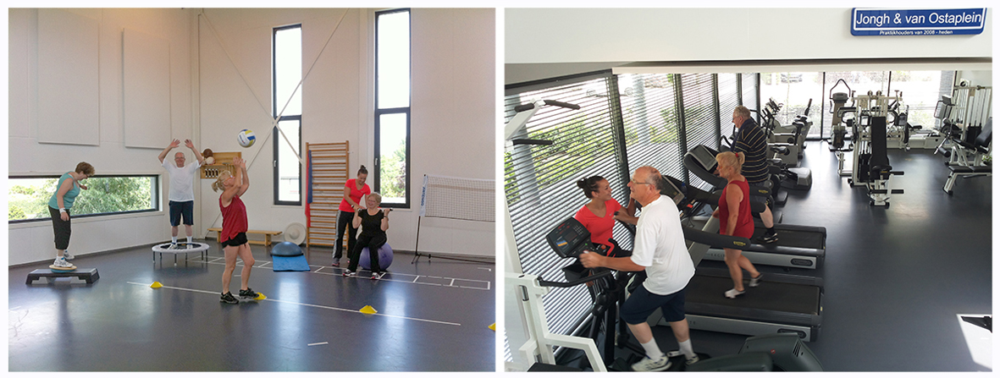 Jongh & van Ostaplein
Praktijkhouders van 2008 - heden